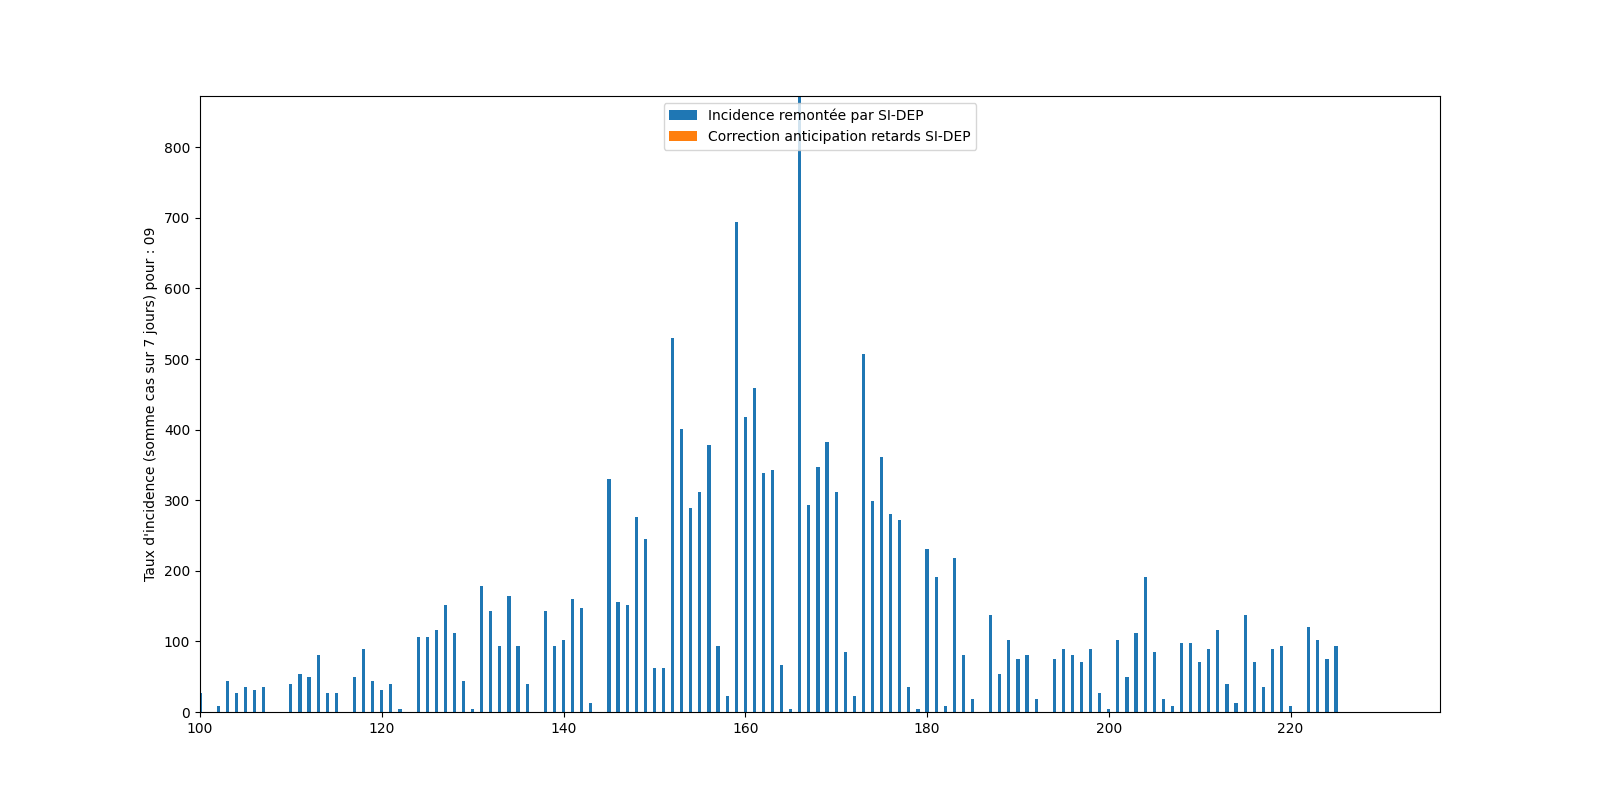 Incidence remontée par SI-DEP
Correction anticipation retards SI-DEP
Taux d'incidence (somme cas sur 7 jours) pour : 09
800
700
600
500
400
300
200
100
0
100 120 140 160 180 200 220